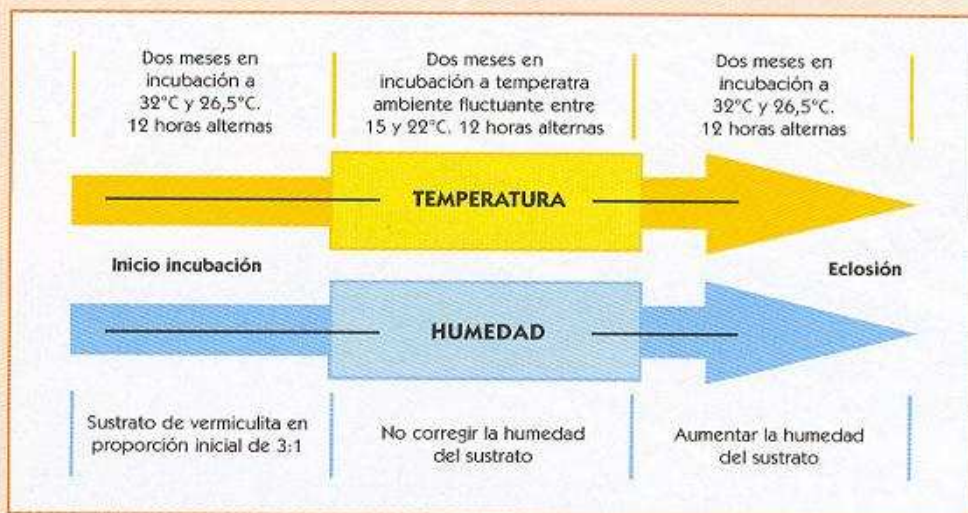 Dos meses en
incubación a
32°C y 26,5°C.
12 horas alternas
Dos meses en
incubación a temperatra
ambiente fluctuante entre
15 y 22°C. 12 horas alternas
Dos meses en
incubación a
32°C y 26,5°C.
12 horas alternas
TEMPERATURA
Inicio incubación
Eclosión
HUMEDAD
Sustrato de vermiculita en
proporción inicial de 3:1
No corregir la humedad
del sustrato
Aumentar la humedad
del sustrato